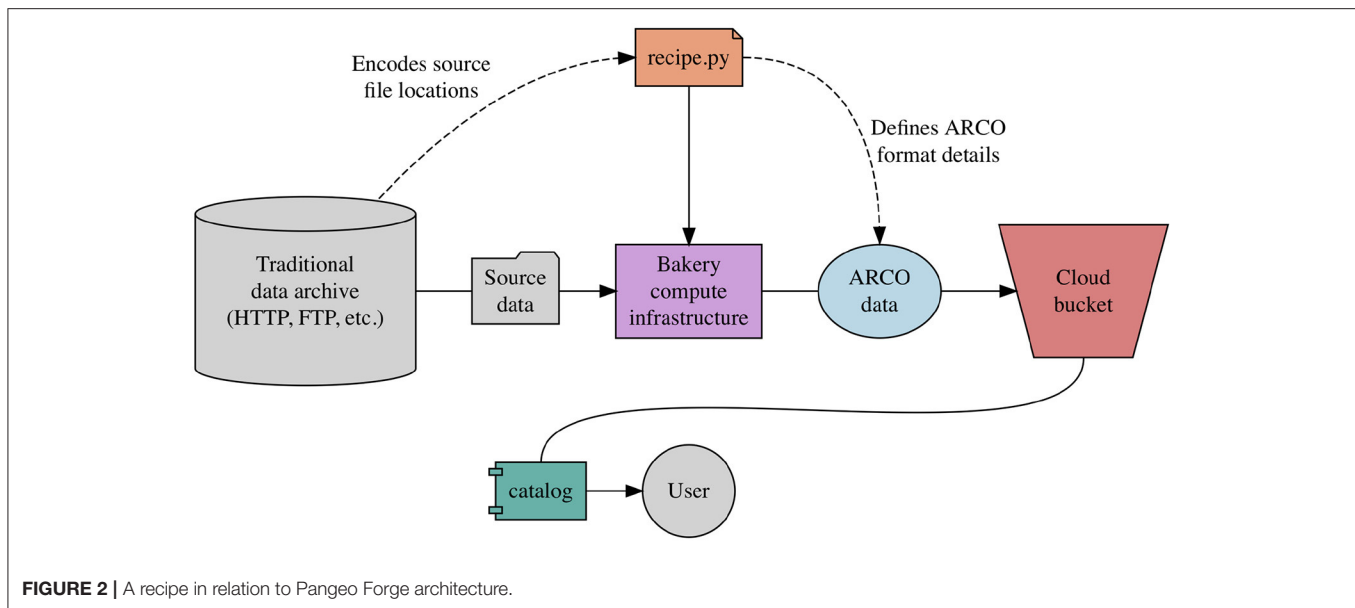 recipe.py
Encodes source
file locations
Defines ARCO
format details
Traditional
data archive
(HTTP, FTP, etc.)
Source
data
Bakery
compute
infrastructure
ARCO
data
Cloud
bucket
catalog
User
FIGURE 2 | A recipe in relation to Pangeo Forge architecture.